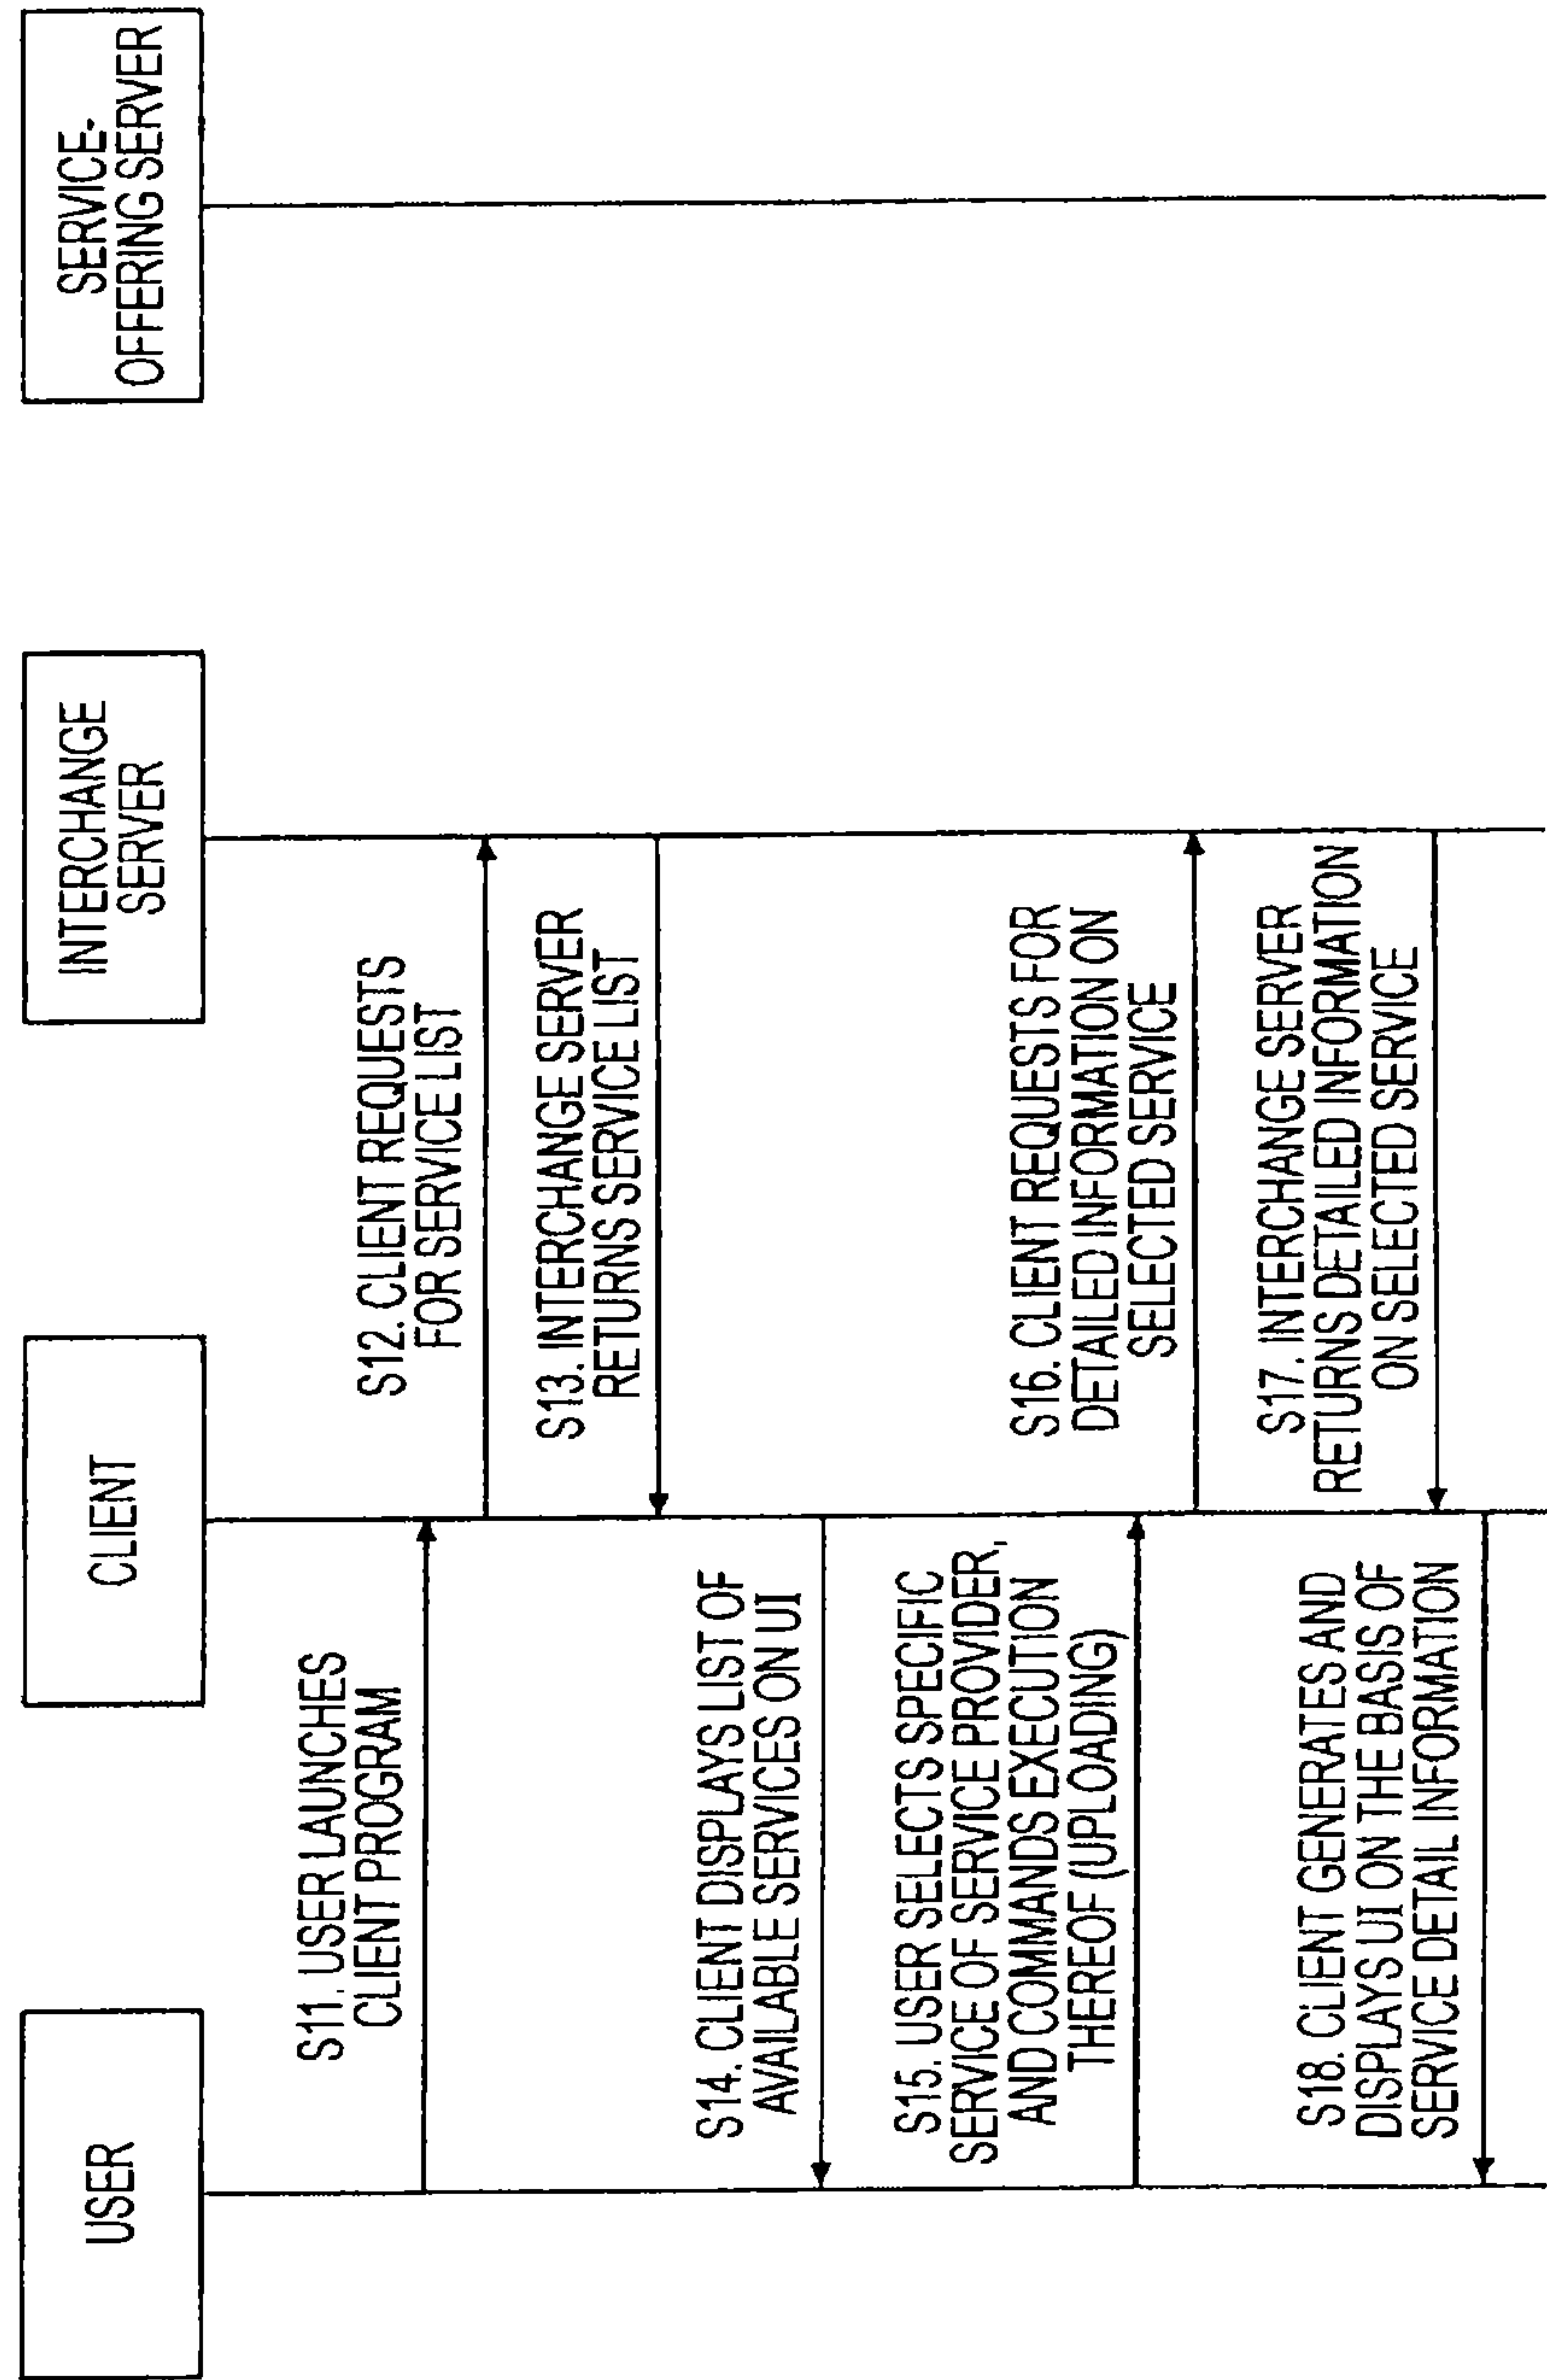 USER
CLIENT
INTERCHANGE
SERVER
SERVICE-
OFFERING SERVER
S11. USER LAUNCHES
CLIENT PROGRAM
S12. CLIENT REQUESTS
FOR SERVICE LIST
S13. INTERCHANGE SERVER
RETURNS SERVICE LIST
S14. CLIENT DISPLAYS LIST OF
AVAILABLE SERVICES ON UI
S15. USER SELECTS SPECIFIC
SERVICE OF SERVICE PROVIDER,
AND COMMANDS EXECUTION
THEREOF (UPLOADING)
S16. CLIENT REQUESTS FOR
DETAILED INFORMATION ON
SELECTED SERVICE
S17. INTERCHANGE SERVER
RETURNS DETAILED INFORMATION
ON SELECTED SERVICE
S18. CLIENT GENERATES AND
DISPLAYS UI ON THE BASIS OF
SERVICE DETAIL INFORMATION